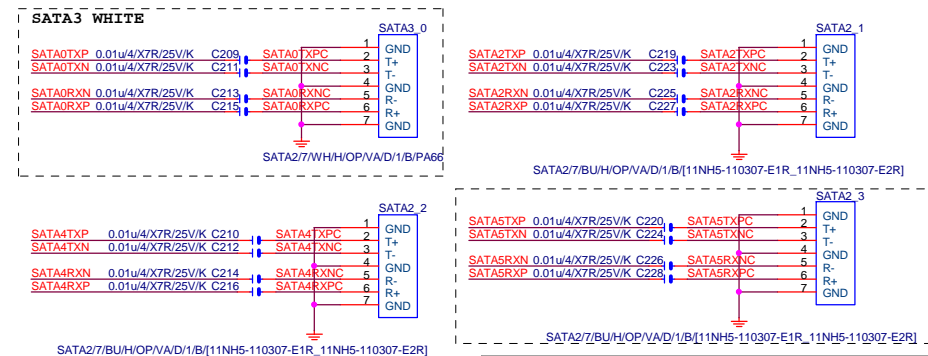 SATA3 WHITE
SATA3_0
1 GND
SATA0TXP 0.01u/4/X7R/25V/K C209 SATA0TXPC 2 T+
SATA0TXN 0.01u/4/X7R/25V/K C211 SATA0TXNC 3 T-
4 GND
SATA0RXN 0.01u/4/X7R/25V/K C213 SATA0RXNC 5 R-
SATA0RXP 0.01u/4/X7R/25V/K C215 SATA0RXPC 6 R+
7 GND
SATA2/7/WH/H/OP/VA/D/1/B/PA66
SATA2_1
1 GND
SATA2TXP 0.01u/4/X7R/25V/K C219 SATA2TXPC 2 T+
SATA2TXN 0.01u/4/X7R/25V/K C223 SATA2TXNC 3 T-
4 GND
SATA2RXN 0.01u/4/X7R/25V/K C225 SATA2RXNC 5 R-
SATA2RXP 0.01u/4/X7R/25V/K C227 SATA2RXPC 6 R+
7 GND
SATA2/7/BU/H/OP/VA/D/1/B/[11NH5-110307-E1R_11NH5-110307-E2R]
SATA2_2
1 GND
SATA4TXP 0.01u/4/X7R/25V/K C210 SATA4TXPC 2 T+
SATA4TXN 0.01u/4/X7R/25V/K C212 SATA4TXNC 3 T-
4 GND
SATA4RXN 0.01u/4/X7R/25V/K C214 SATA4RXNC 5 R-
SATA4RXP 0.01u/4/X7R/25V/K C216 SATA4RXPC 6 R+
7 GND
SATA2/7/BU/H/OP/VA/D/1/B/[11NH5-110307-E1R_11NH5-110307-E2R]
SATA2_3
1 GND
SATA5TXP 0.01u/4/X7R/25V/K C220 SATA5TXPC 2 T+
SATA5TXN 0.01u/4/X7R/25V/K C224 SATA5TXNC 3 T-
4 GND
SATA5RXN 0.01u/4/X7R/25V/K C226 SATA5RXNC 5 R-
SATA5RXP 0.01u/4/X7R/25V/K C228 SATA5RXPC 6 R+
7 GND
SATA2/7/BU/H/OP/VA/D/1/B/[11NH5-110307-E1R_11NH5-110307-E2R]